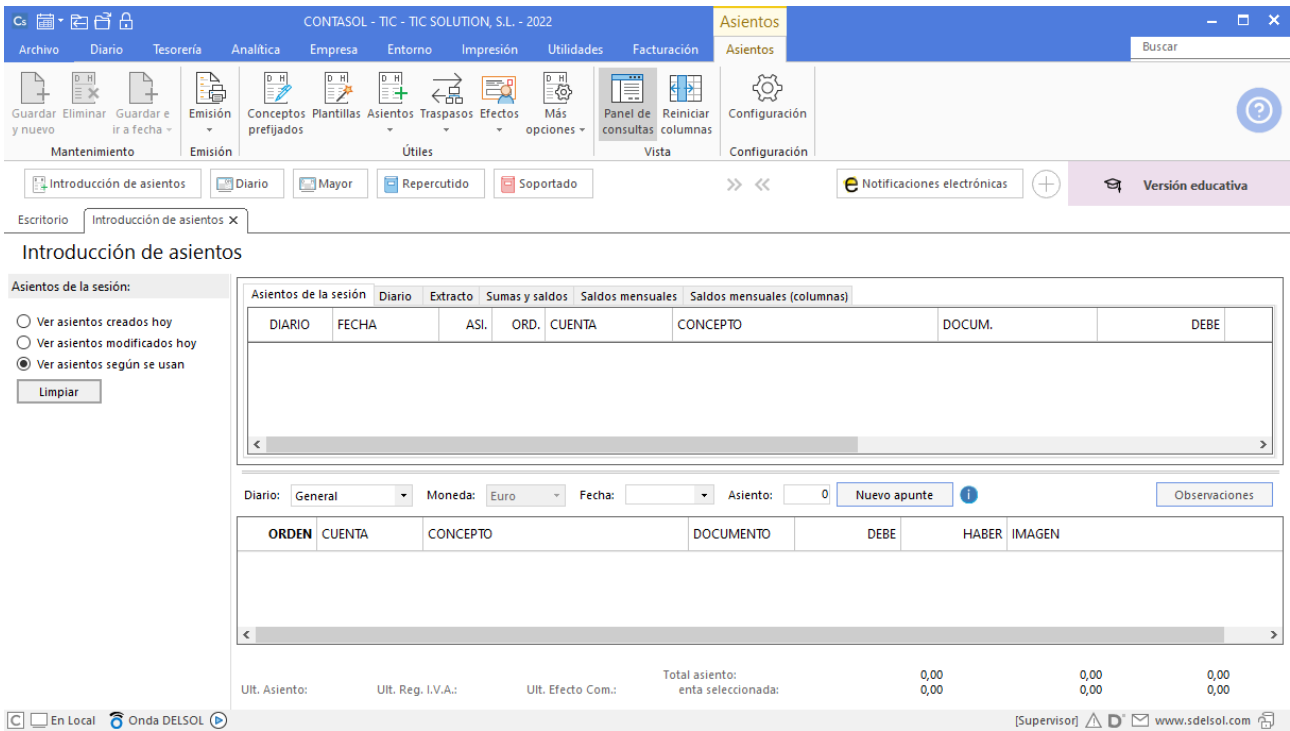 Cs CONTASOL - TIC - TIC SOLUTION, S.L. - 2022 Asientos
Archivo Diario Tesorería Analítica Empresa Entorno Impresión Utilidades Facturación Asientos Buscar
D H D H D H D H
Guardar y nuevo Eliminar Guardar e ir a fecha Emisión Conceptos prefijados Plantillas Asientos Traspasos Efectos Más opciones Panel de consultas Reiniciar columnas Configuración
Mantenimiento Emisión Útiles Vista Configuración
Introducción de asientos Diario Mayor Repercutido Soportado Notificaciones electrónicas Versión educativa
Escritorio Introducción de asientos
Introducción de asientos
Asientos de la sesión:
Ver asientos creados hoy
Ver asientos modificados hoy
Ver asientos según se usan
Limpiar
Asientos de la sesión Diario Extracto Sumas y saldos Saldos mensuales Saldos mensuales (columnas)
DIARIO FECHA ASI. ORD. CUENTA CONCEPTO DOCUM. DEBE
Diario: General Moneda: Euro Fecha: Asiento: 0 Nuevo apunte Observaciones
ORDEN CUENTA CONCEPTO DOCUMENTO DEBE HABER IMAGEN
Total asiento: 0,00 0,00 0,00
Ult. Asiento: Ult. Reg. I.V.A.: Ult. Efecto Com.: enta seleccionada: 0,00 0,00 0,00
C En Local Onda DELSOL [Supervisor] D www.sdelsol.com